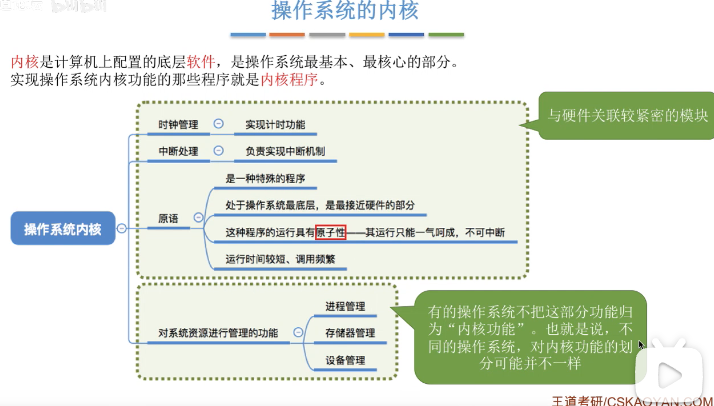 操作系统的内核
内核是计算机上配置的底层软件，是操作系统最基本、最核心的部分。
实现操作系统内核功能的那些程序就是内核程序。
与硬件关联较紧密的模块
时钟管理
实现计时功能
中断处理
负责实现中断机制
是一种特殊的程序
处于操作系统最底层，是最接近硬件的部分
原语
这种程序的运行具有原子性——其运行只能一气呵成，不可中断
运行时间较短、调用频繁
操作系统内核
进程管理
对系统资源进行管理的功能
存储器管理
设备管理
有的操作系统不把这部分功能归
为“内核功能”。也就是说，不
同的操作系统，对内核功能的划
分可能并不一样
王道考研/CSKAOYAN.COM